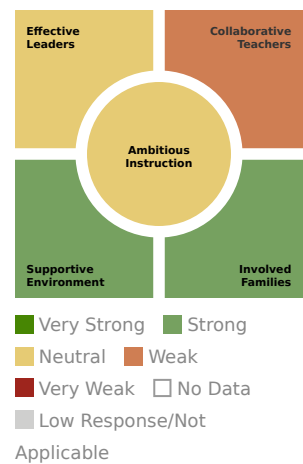 Effective
Leaders
Collaborative
Teachers
Ambitious
Instruction
Supportive
Environment
Involved
Families
Very Strong Strong
Neutral Weak
Very Weak No Data
Low Response/Not
Applicable